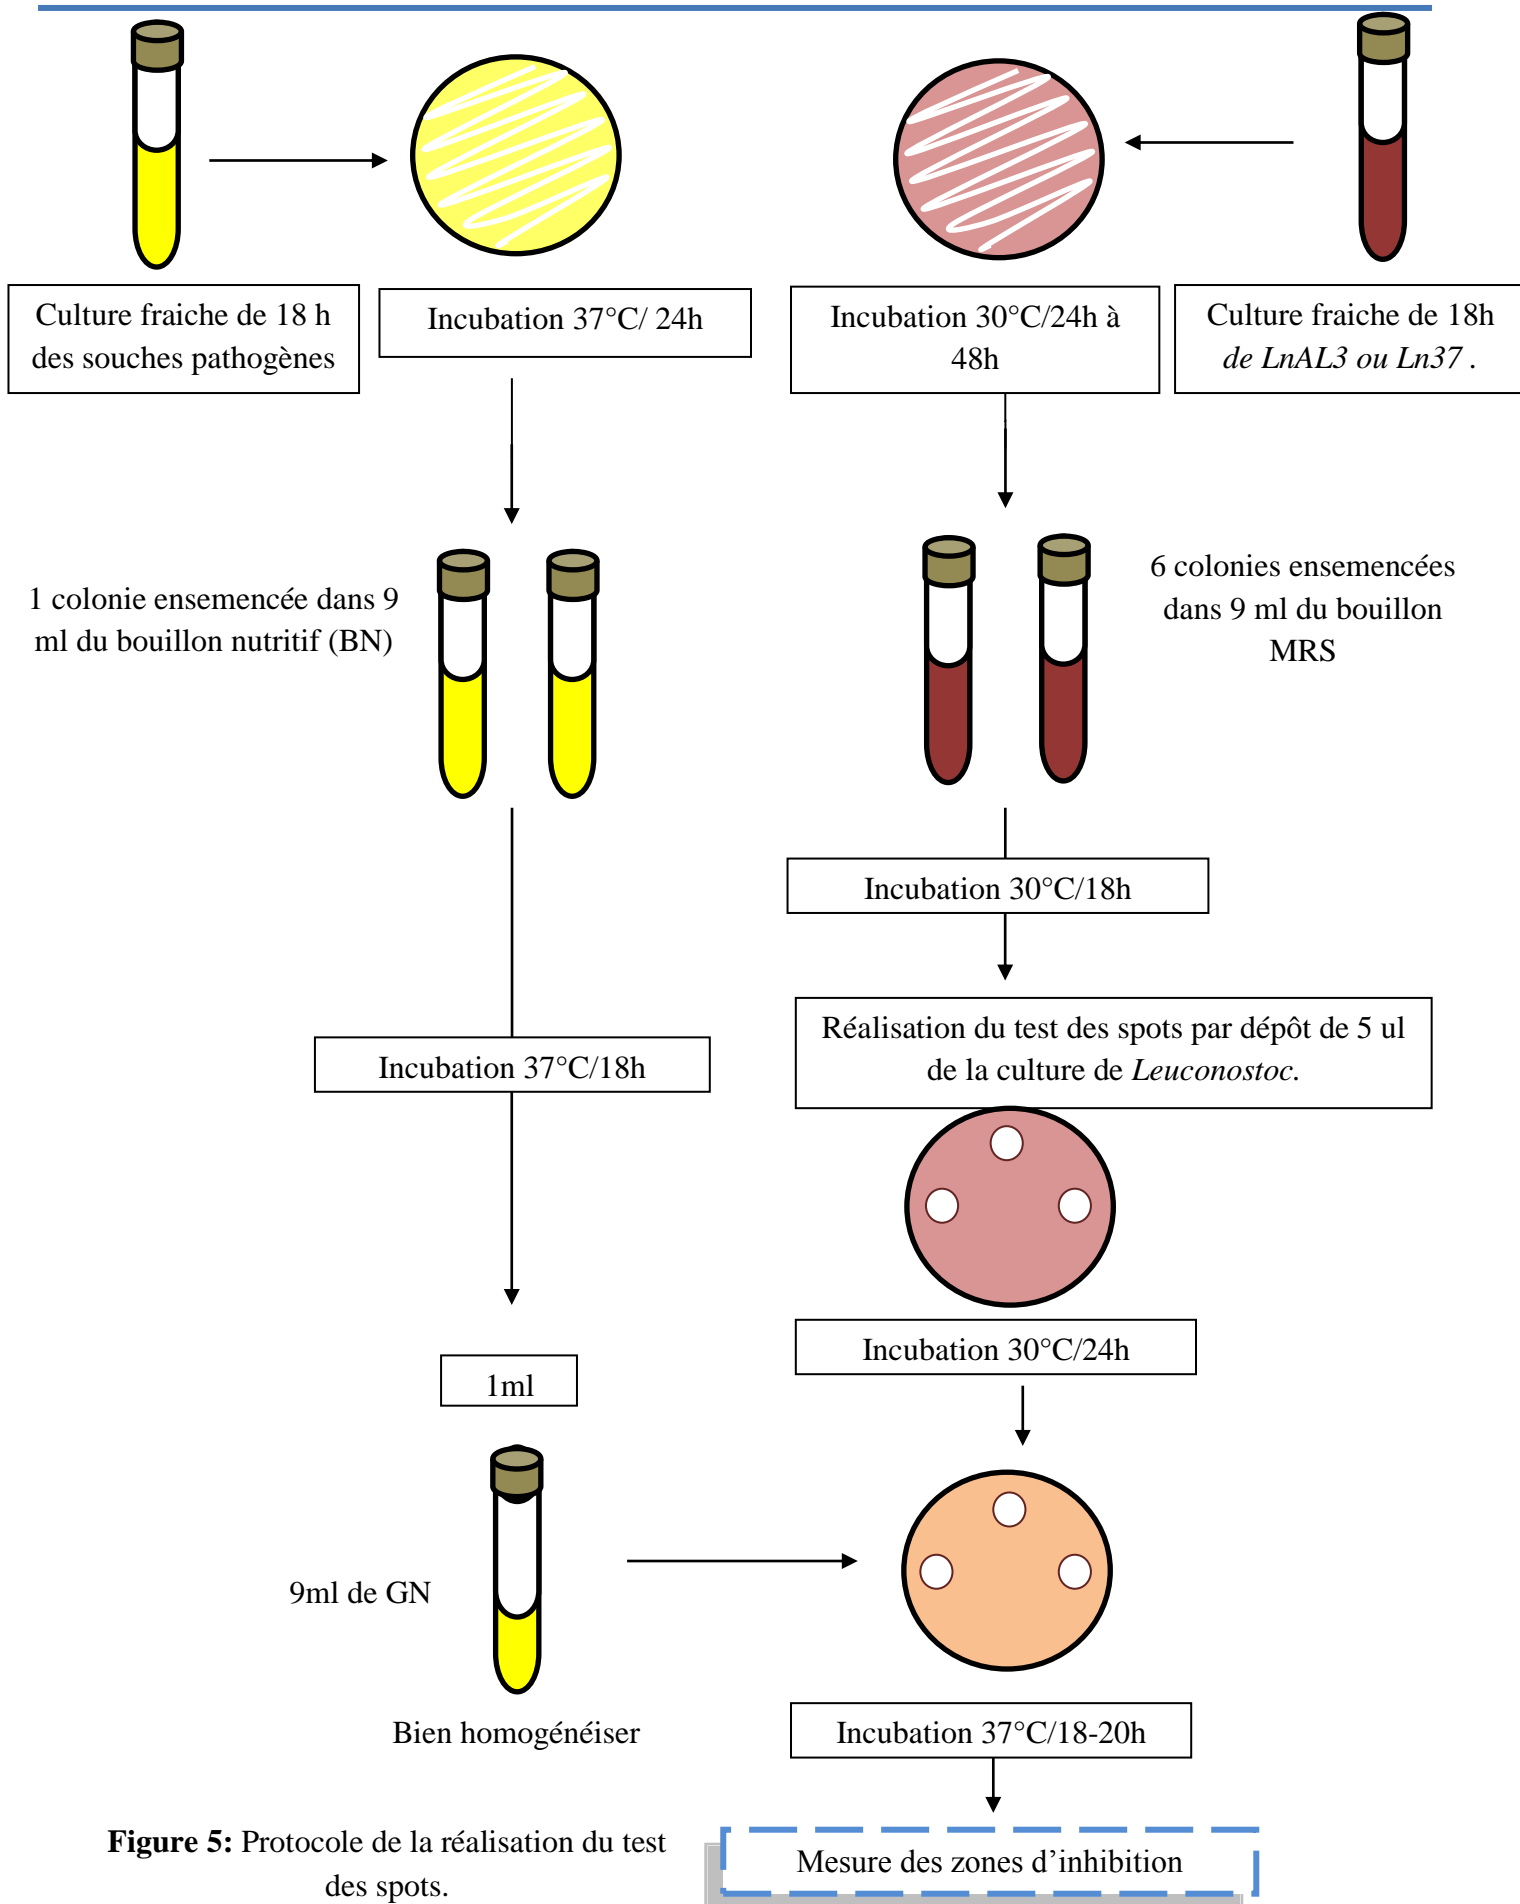 Culture fraiche de 18 h
des souches pathogènes
Incubation 37°C/ 24h
Incubation 30°C/24h à
48h
Culture fraiche de 18h
de LnAL3 ou Ln37 .
1 colonie ensemencée dans 9
ml du bouillon nutritif (BN)
6 colonies ensemencées
dans 9 ml du bouillon
MRS
Incubation 30°C/18h
Incubation 37°C/18h
Réalisation du test des spots par dépôt de 5 ul
de la culture de Leuconostoc.
Incubation 30°C/24h
1ml
9ml de GN
Bien homogénéiser
Incubation 37°C/18-20h
Figure 5: Protocole de la réalisation du test
des spots.
Mesure des zones d’inhibition